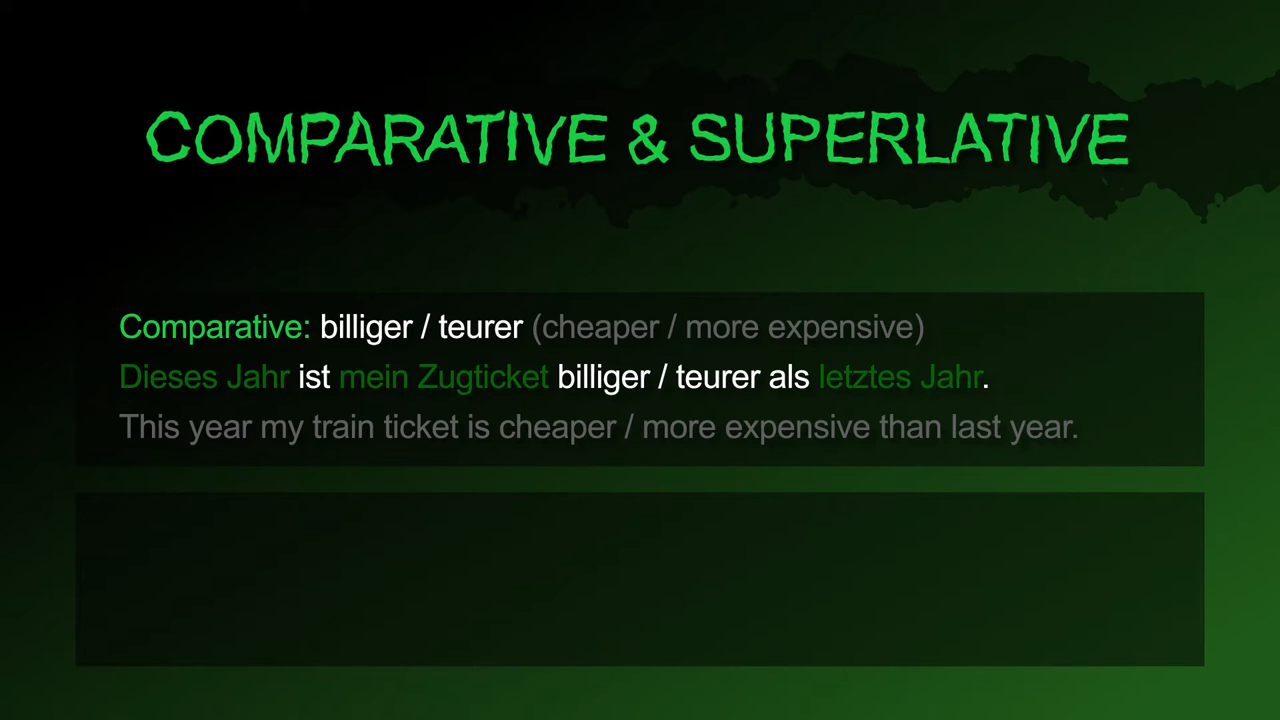 COMPARATIVE & SUPERLATIVE
Comparative: billiger / teurer (cheaper / more expensive)
Dieses Jahr ist mein Zugticket billiger / teurer als letztes Jahr.
This year my train ticket is cheaper / more expensive than last year.